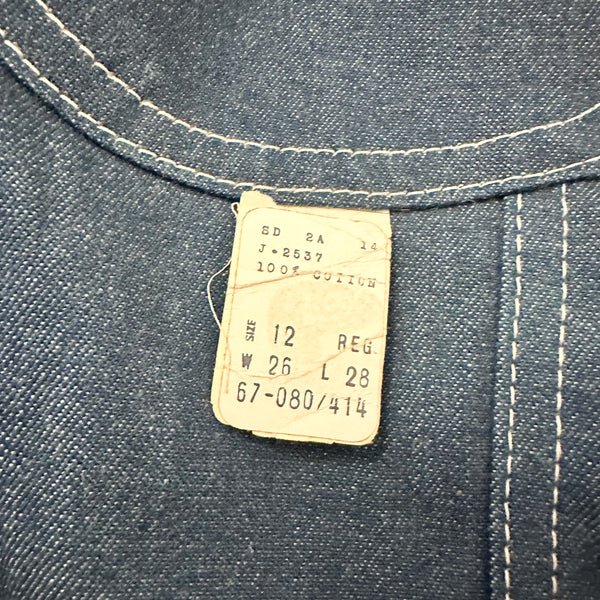 SD 2A 14
J-2537
100% COTTON
SIZE 12 REG.
W 26 L 28
67-080/414